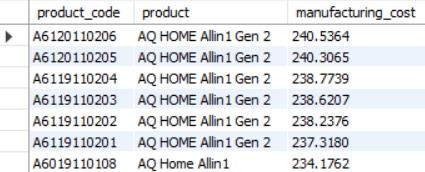 product_code product manufacturing_cost
A6120110206 AQ HOME Allin1 Gen 2 240.5364
A6120110205 AQ HOME Allin1 Gen 2 240.3065
A6119110204 AQ HOME Allin1 Gen 2 238.7739
A6119110203 AQ HOME Allin1 Gen 2 238.6207
A6119110202 AQ HOME Allin1 Gen 2 238.2376
A6119110201 AQ HOME Allin1 Gen 2 237.3180
A6019110108 AQ Home Allin1 234.1762